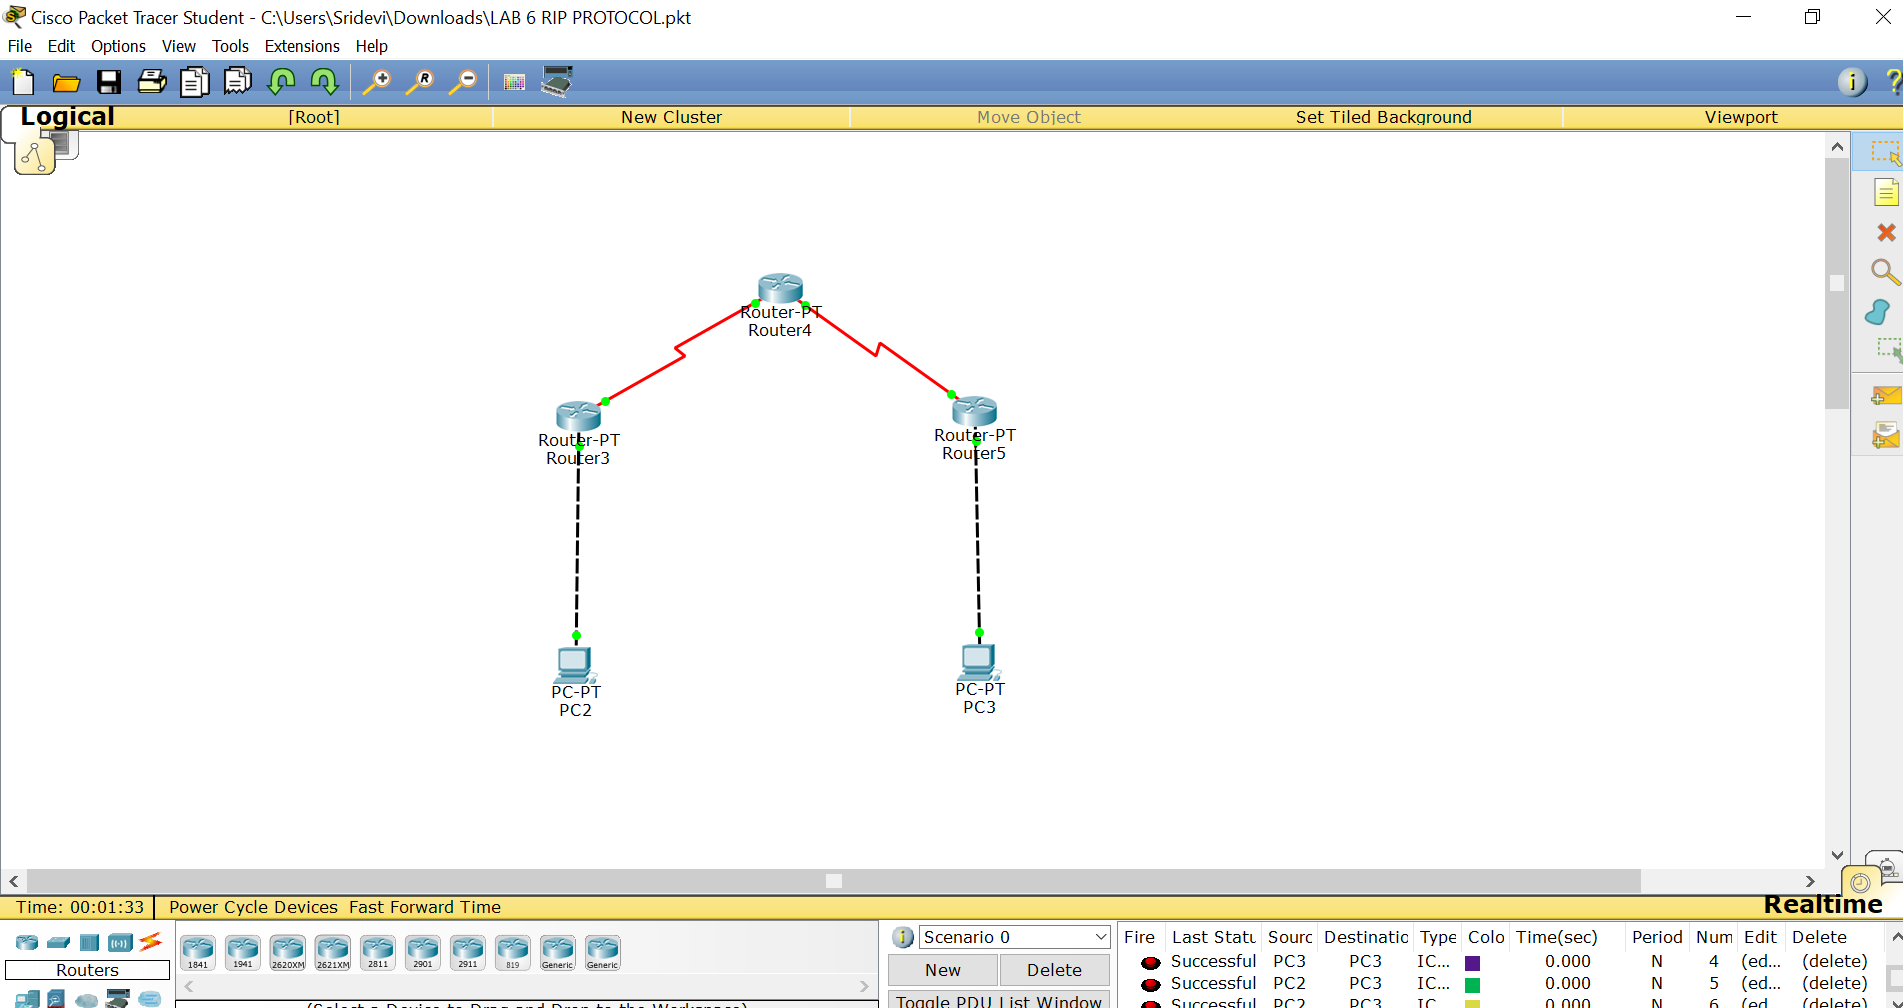 Cisco Packet Tracer Student - C:\Users\Sridevi\Downloads\LAB 6 RIP PROTOCOL.pkt
File Edit Options View Tools Extensions Help
Logical [Root] New Cluster Move Object Set Tiled Background Viewport
Router-PT
Router4
Router-PT
Router3
Router-PT
Router5
PC-PT
PC2
PC-PT
PC3
Time: 00:01:33 Power Cycle Devices Fast Forward Time Realtime
Routers
1841 1941 2620XM 2621XM 2811 2901 2911 819 Generic Generic
(Select a Device to Drag and Drop to the Workspace)
Scenario 0
New Delete
Toggle PDU List Window
Fire Last Statu Sourc Destinatic Type Colo Time(sec) Period Num Edit Delete
Successful PC3 PC3 IC... 0.000 N 4 (ed... (delete)
Successful PC2 PC3 IC... 0.000 N 5 (ed... (delete)
Successful PC2 PC3 IC 0.000 N 6 (ed (delete)